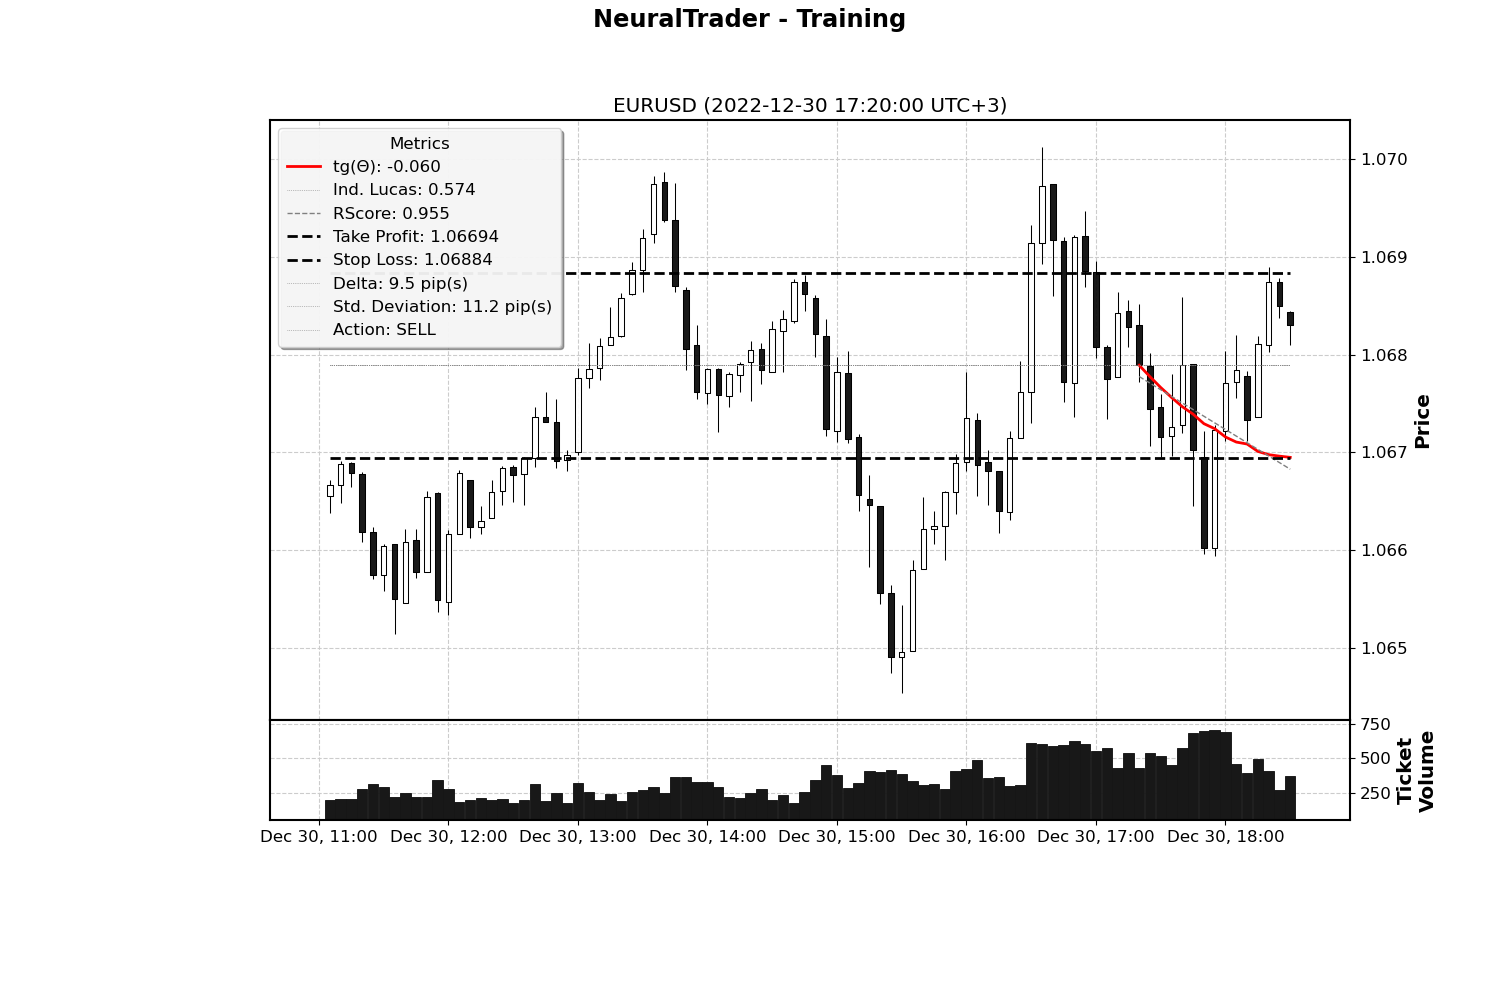 NeuralTrader - Training
EURUSD (2022-12-30 17:20:00 UTC+3)
Metrics
tg(Θ): -0.060
Ind. Lucas: 0.574
RScore: 0.955
Take Profit: 1.06694
Stop Loss: 1.06884
Delta: 9.5 pip(s)
Std. Deviation: 11.2 pip(s)
Action: SELL
1.070
1.069
1.068
1.067
1.066
1.065
Price
750
500
250
Ticket
Volume
Dec 30, 11:00 Dec 30, 12:00 Dec 30, 13:00 Dec 30, 14:00 Dec 30, 15:00 Dec 30, 16:00 Dec 30, 17:00 Dec 30, 18:00